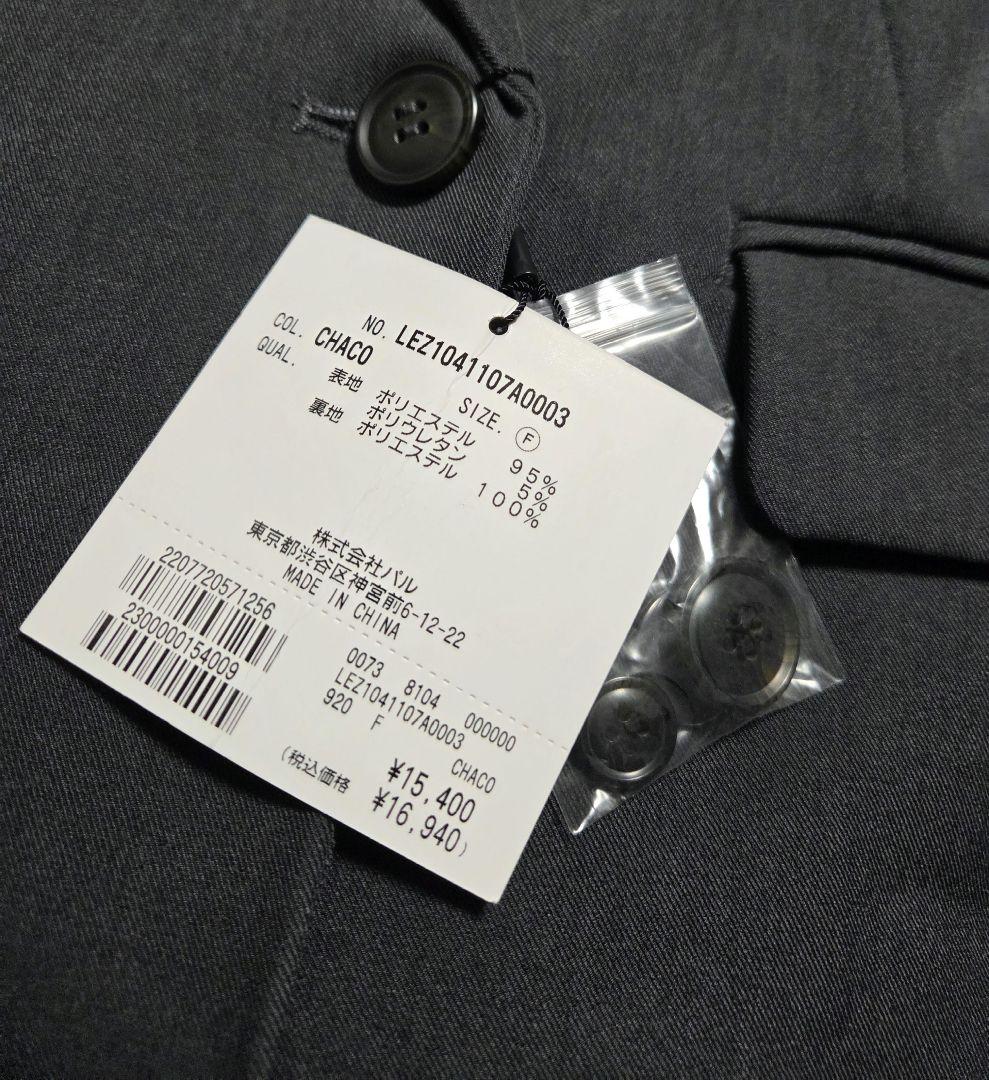 NO. LEZ1041107A0003
COL. CHACO SIZE. Ⓕ
QUAL.
表地 ポリエステル 95%
ポリウレタン 5%
裏地 ポリエステル 100%
株式会社パル
東京都渋谷区神宮前6-12-22
MADE IN CHINA
2207720571256
2300000154009
0073 8104 000000
LEZ1041107A0003
920 F CHACO
¥15,400
(税込価格 ¥16,940)